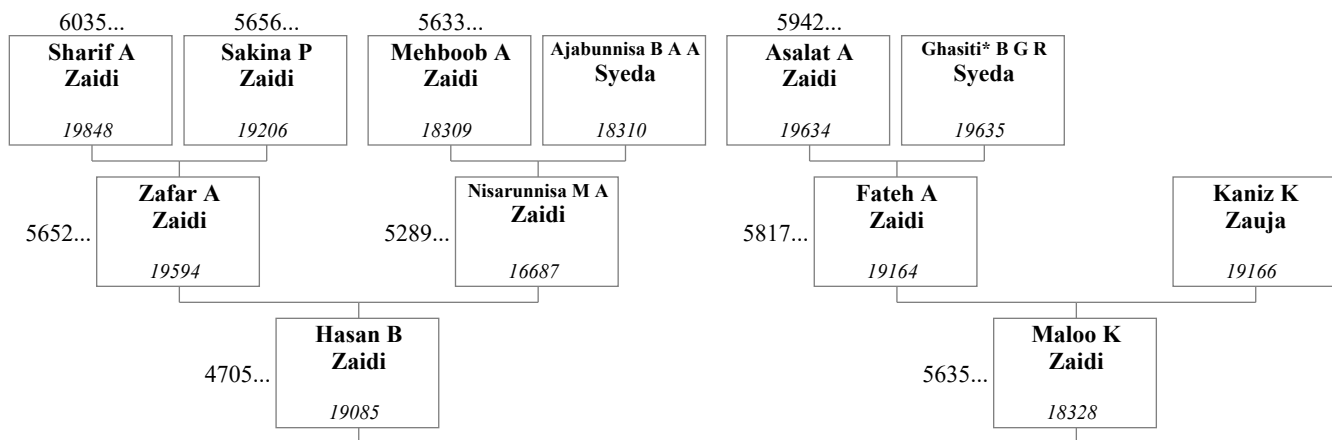 6035...
5656...
5633...
5942...
Sharif A
Zaidi
19848
Sakina P
Zaidi
19206
Mehboob A
Zaidi
18309
Ajabunnisa B A A
Syeda
18310
Asalat A
Zaidi
19634
Ghasiti* B G R
Syeda
19635
5652...
Zafar A
Zaidi
19594
5289...
Nisarunnisa M A
Zaidi
16687
5817...
Fateh A
Zaidi
19164
Kaniz K
Zauja
19166
4705...
Hasan B
Zaidi
19085
5635...
Maloo K
Zaidi
18328